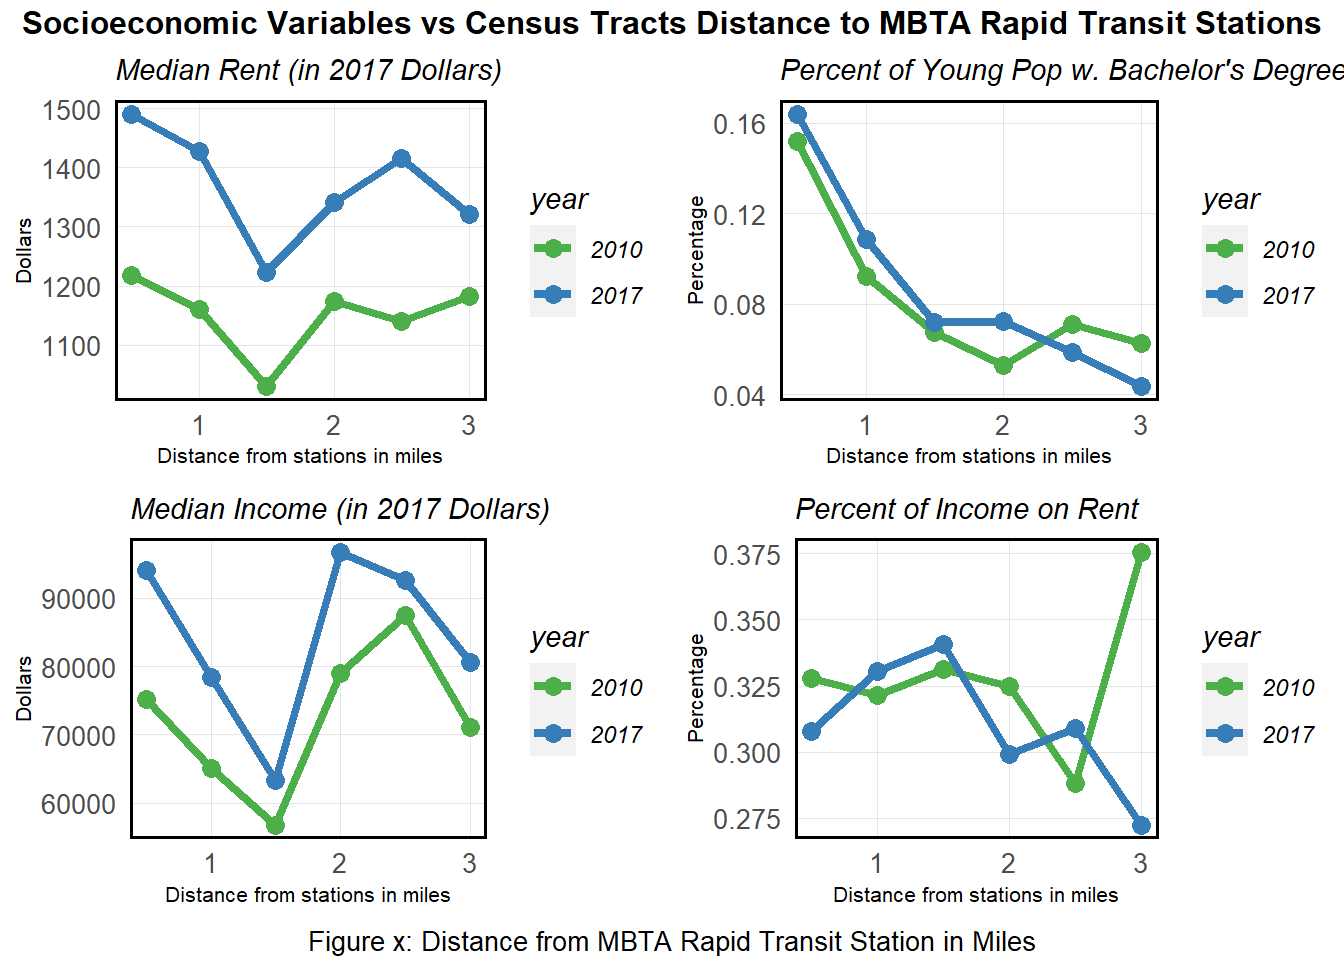 Socioeconomic Variables vs Census Tracts Distance to MBTA Rapid Transit Stations
Median Rent (in 2017 Dollars)
1500
1400
1300
1200
1100
Dollars
1 2 3
Distance from stations in miles
year
2010
2017
Percent of Young Pop w. Bachelor's Degree
0.16
0.12
0.08
0.04
Percentage
1 2 3
Distance from stations in miles
year
2010
2017
Median Income (in 2017 Dollars)
90000
80000
70000
60000
Dollars
1 2 3
Distance from stations in miles
year
2010
2017
Percent of Income on Rent
0.375
0.350
0.325
0.300
0.275
Percentage
1 2 3
Distance from stations in miles
year
2010
2017
Figure x: Distance from MBTA Rapid Transit Station in Miles